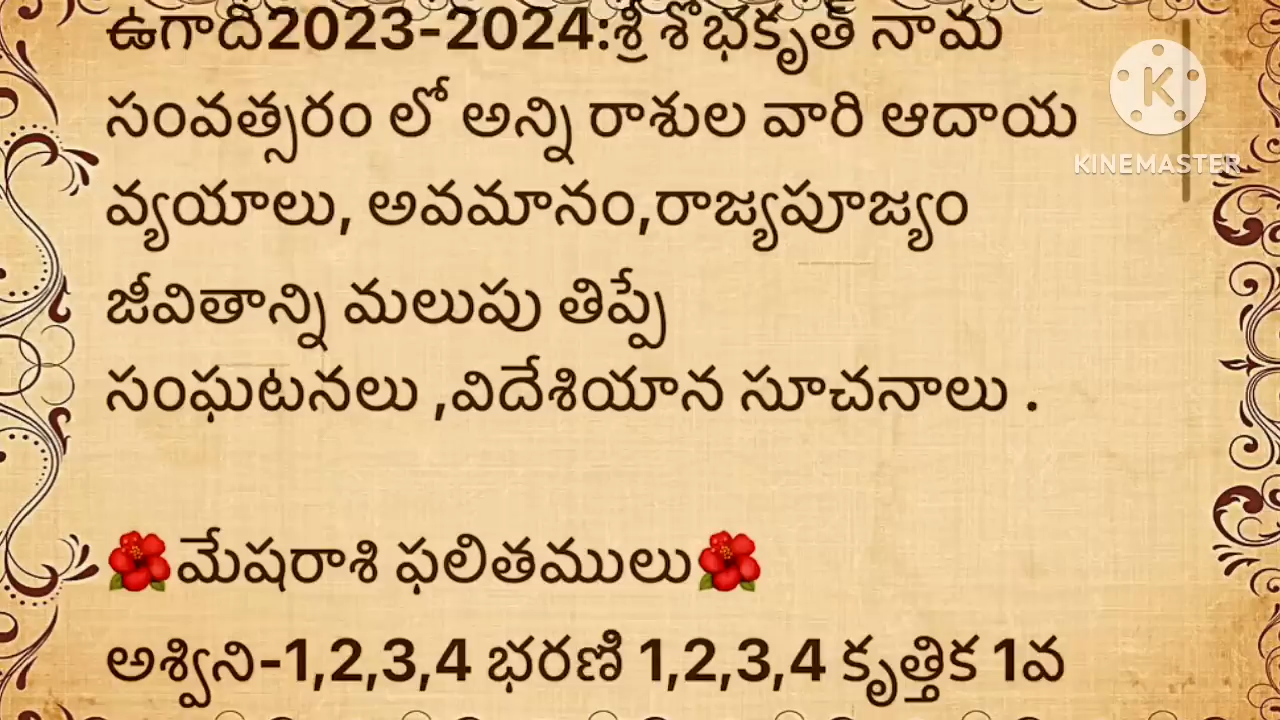 ఉగాది2023-2024:శ్రీ శోభకృత్ నామ
సంవత్సరం లో అన్ని రాశుల వారి ఆదాయ
వ్యయాలు, అవమానం,రాజ్యపూజ్యం
జీవితాన్ని మలుపు తిప్పే
సంఘటనలు ,విదేశియాన సూచనాలు .
🌺మేషరాశి ఫలితములు🌺
అశ్విని-1,2,3,4 భరణి 1,2,3,4 కృత్తిక 1వ
K
KINEMASTER